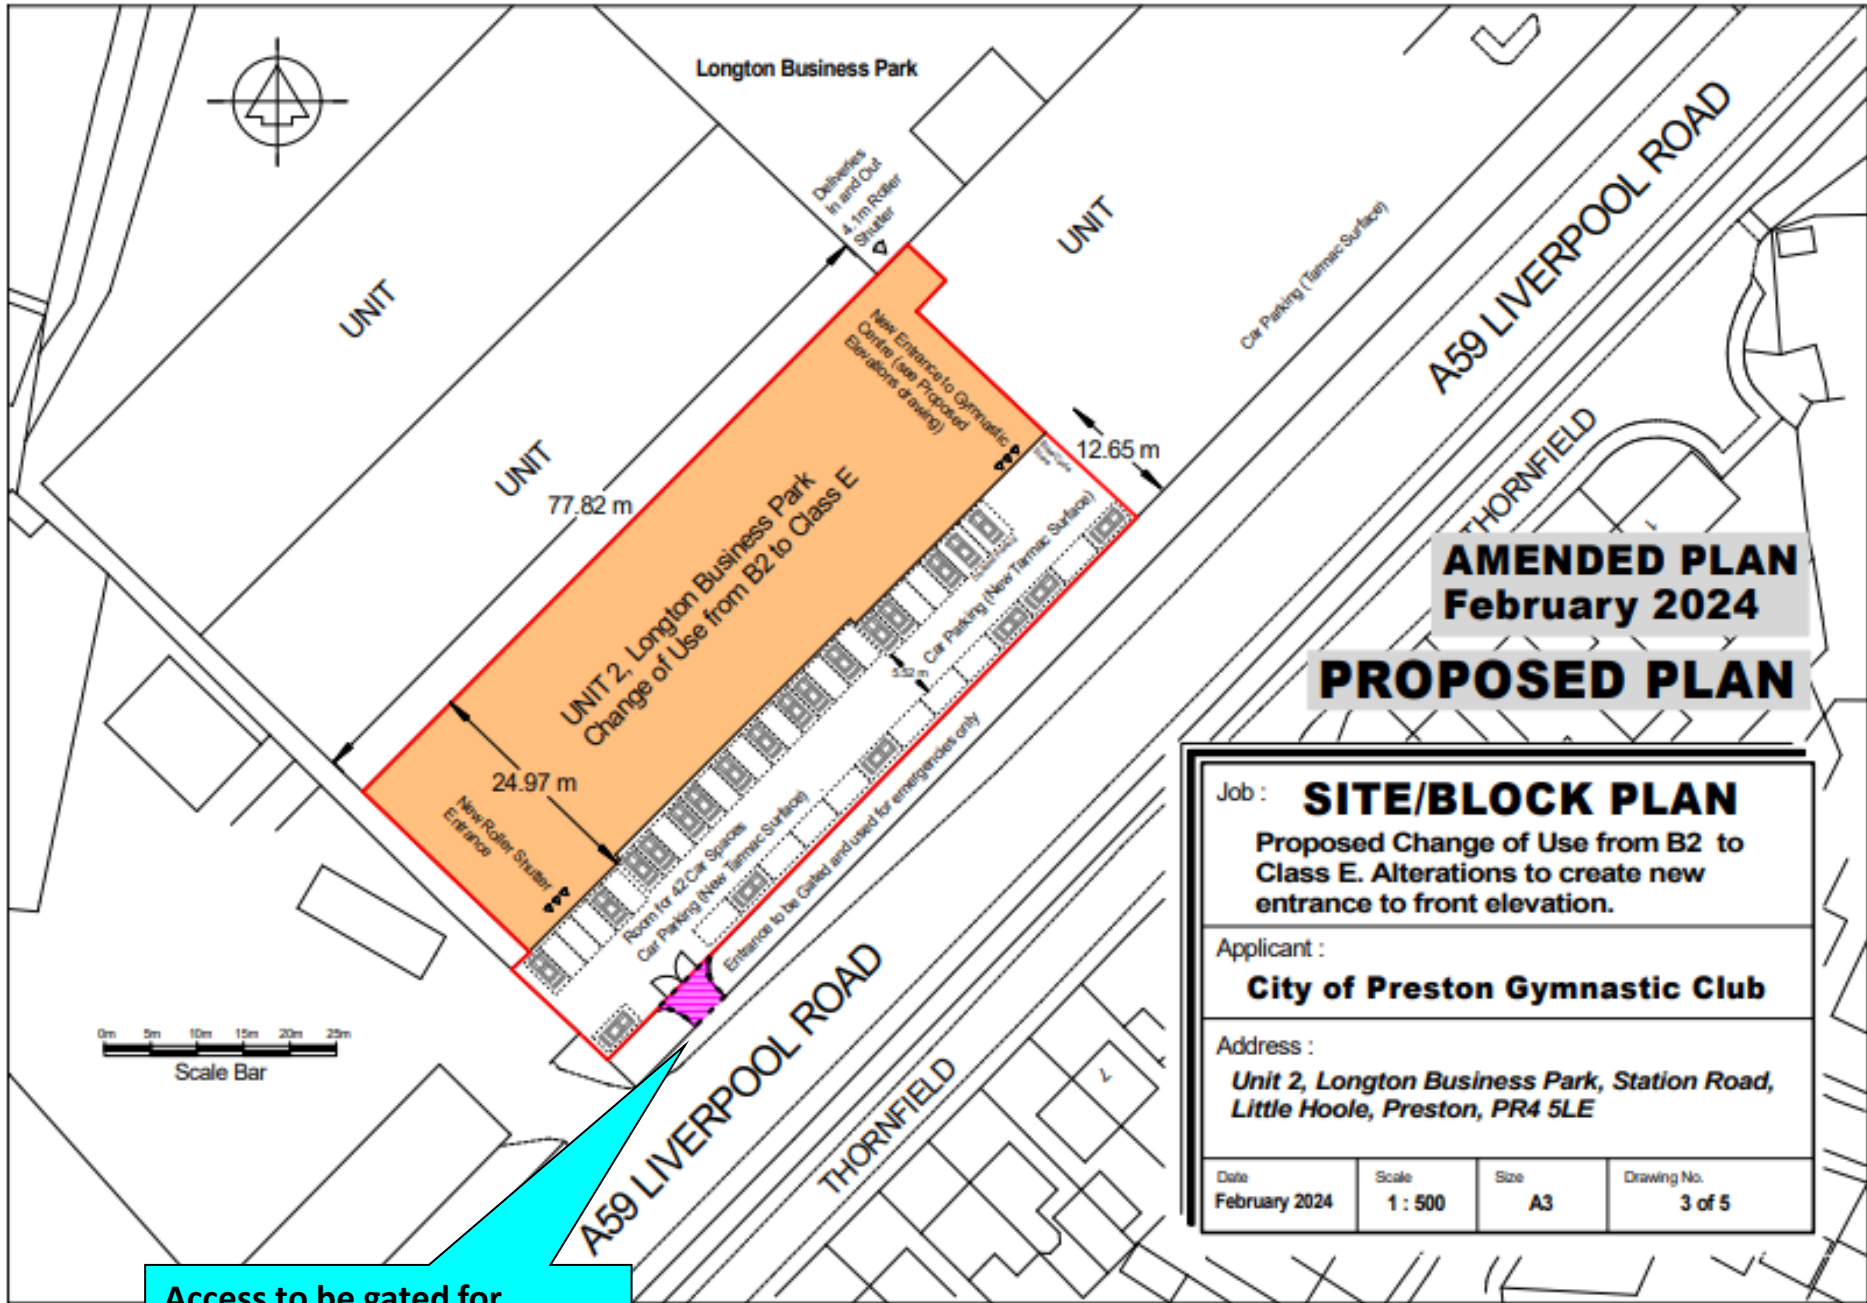 Longton Business Park
Deliveries
In and Out
4.1m Roller
Shutter
UNIT
UNIT
UNIT
Car Parking (Tarmac Surface)
A59 LIVERPOOL ROAD
New Entrance to Gymnastic
Centre (see Proposed
Elevations drawing)
12.65 m
77.82 m
UNIT 2, Longton Business Park
Change of Use from B2 to Class E
THORNFIELD
1
AMENDED PLAN
February 2024
PROPOSED PLAN
Car Parking (New Tarmac Surface)
5.52 m
24.97 m
New Roller Shutter
Entrance
Room for 42 Car Spaces
Car Parking (New Tarmac Surface)
Entrance to be Gated and used for emergencies only
A59 LIVERPOOL ROAD
THORNFIELD
7
0m 5m 10m 15m 20m 25m
Scale Bar
Job : SITE/BLOCK PLAN
Proposed Change of Use from B2 to
Class E. Alterations to create new
entrance to front elevation.
Applicant :
City of Preston Gymnastic Club
Address :
Unit 2, Longton Business Park, Station Road,
Little Hoole, Preston, PR4 5LE
Date Scale Size Drawing No.
February 2024 1 : 500 A3 3 of 5
Access to be gated for